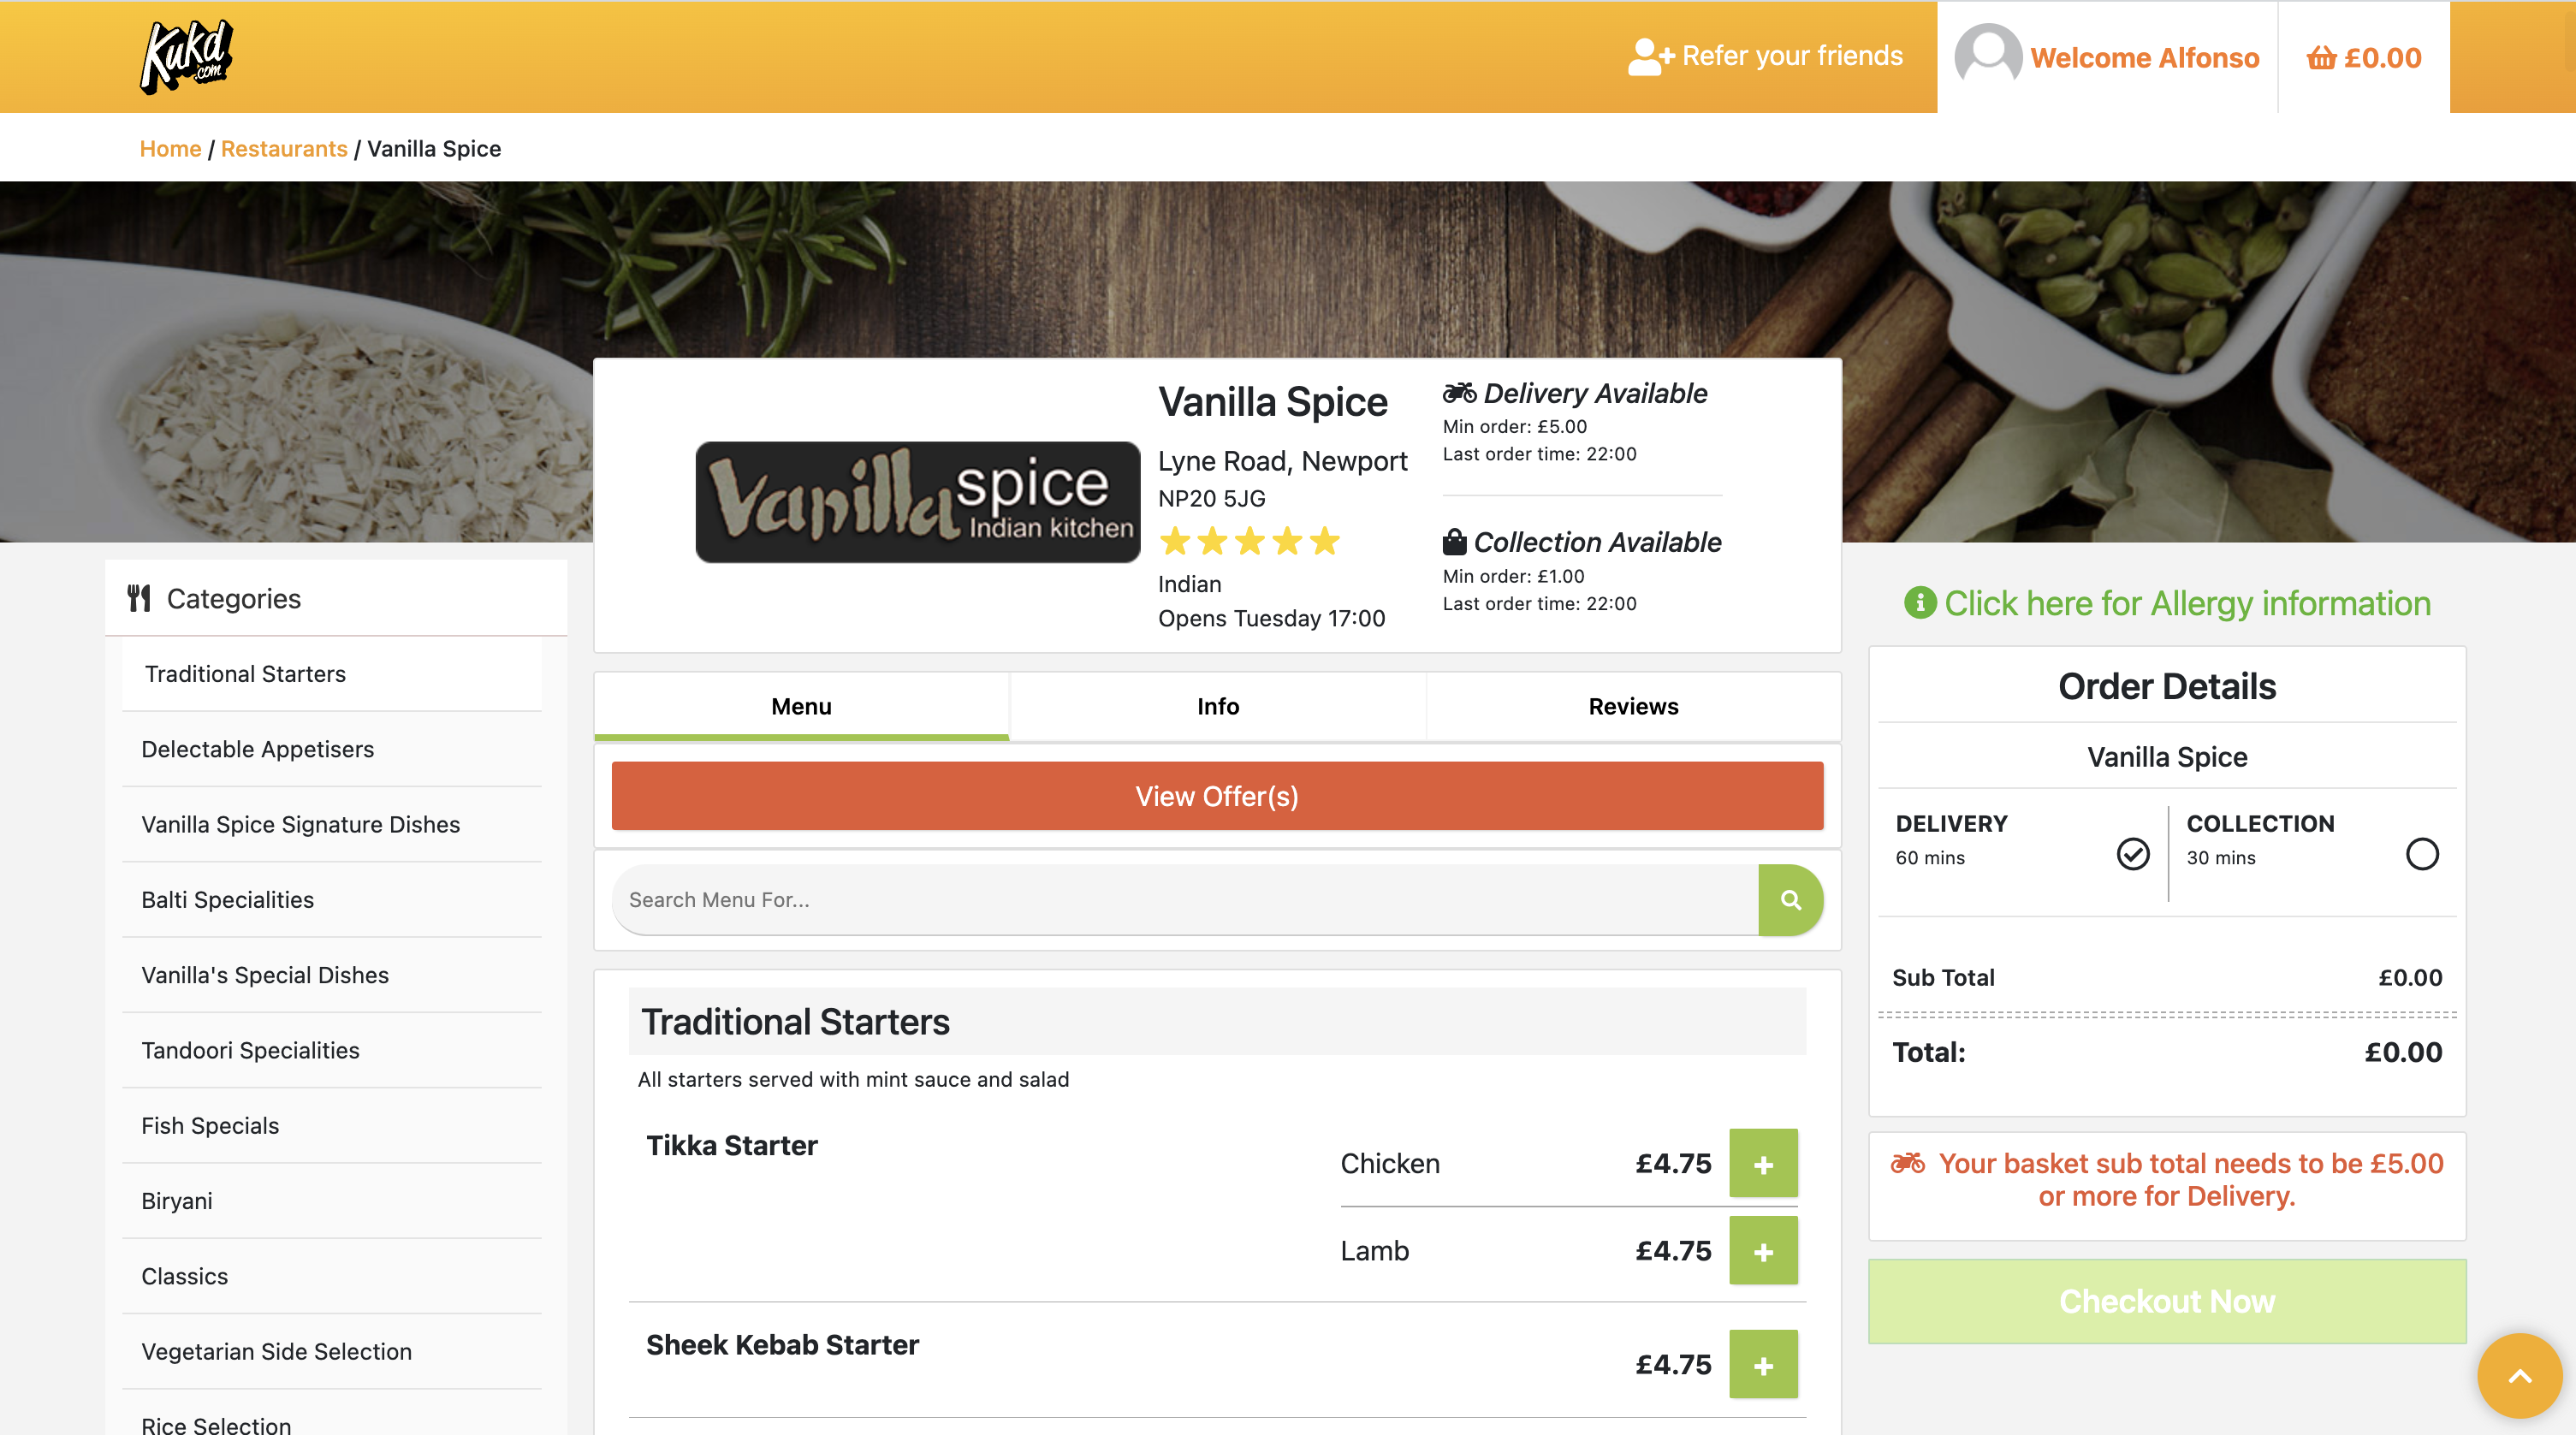 Kukd
.com
Refer your friends
Welcome Alfonso
£0.00
Home / Restaurants / Vanilla Spice
Vanilla spice
Indian kitchen
Vanilla Spice
Lyne Road, Newport
NP20 5JG
Indian
Opens Tuesday 17:00
Delivery Available
Min order: £5.00
Last order time: 22:00
Collection Available
Min order: £1.00
Last order time: 22:00
Categories
Traditional Starters
Delectable Appetisers
Vanilla Spice Signature Dishes
Balti Specialities
Vanilla's Special Dishes
Tandoori Specialities
Fish Specials
Biryani
Classics
Vegetarian Side Selection
Rice Selection
Menu
Info
Reviews
View Offer(s)
Search Menu For...
Traditional Starters
All starters served with mint sauce and salad
Tikka Starter
Chicken £4.75 +
Lamb £4.75 +
Sheek Kebab Starter
£4.75 +
Click here for Allergy information
Order Details
Vanilla Spice
DELIVERY
60 mins
COLLECTION
30 mins
Sub Total £0.00
Total: £0.00
Your basket sub total needs to be £5.00
or more for Delivery.
Checkout Now